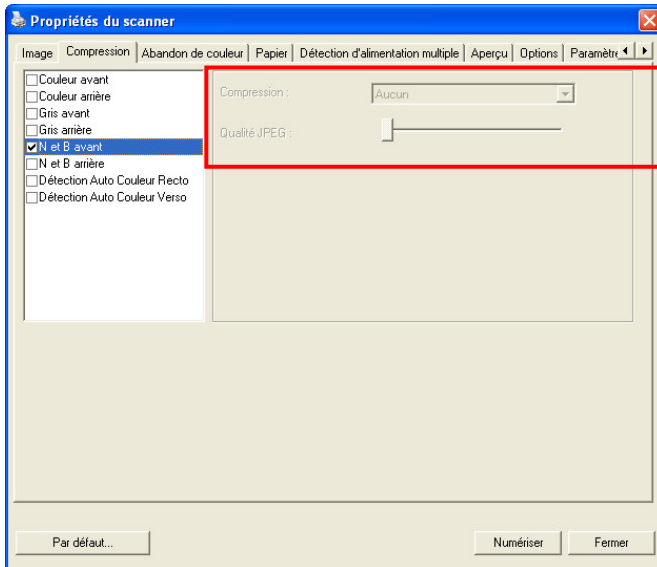 Propriétés du scanner
Image Compression Abandon de couleur Papier Détection d'alimentation multiple Aperçu Options Paramètre
Couleur avant
Couleur arrière
Gris avant
Gris arrière
N et B avant
N et B arrière
Détection Auto Couleur Recto
Détection Auto Couleur Verso
Compression : Aucun
Qualité JPEG :
Par défaut... Numériser Fermer